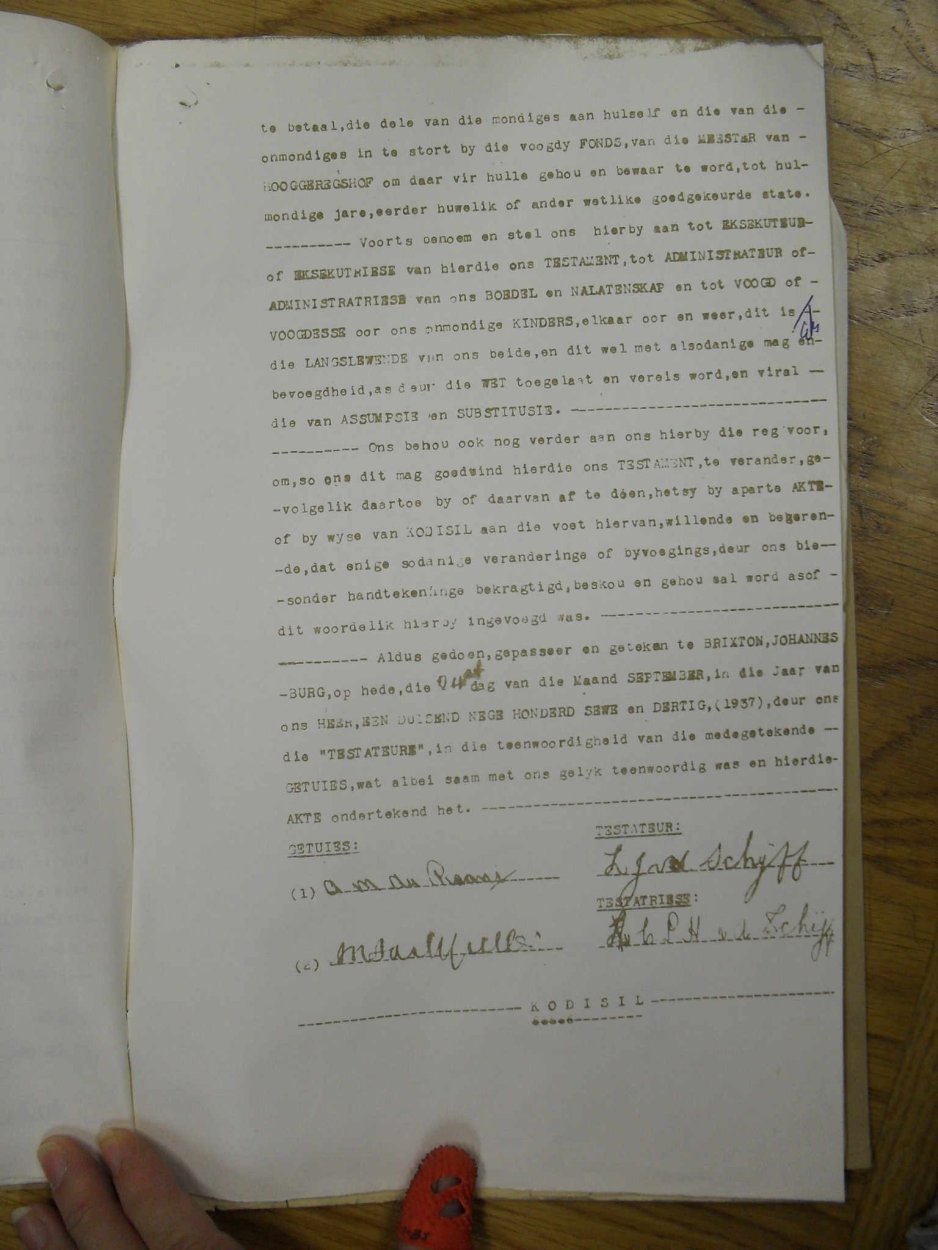 te betaal,die dele van die mondiges aan hulself en die van die -
onmondiges in te stort by die voogdy FONDS,van die MEESTER van -
HOOGGEREGSHOF om daar vir hulle gehou en bewaar te word,tot hul-
mondige jare,eerder huwelik of ander wetlike goedgekeurde state.
---------- Voorts benoem en stel ons hierby aan tot EKSEKUTEUR-
of EKSEKUTRIESE van hierdie ons TESTAMENT,tot ADMINISTRATEUR of-
ADMINISTRATRIESE van ons BOEDEL en NALATENSKAP en tot VOOGD of -
VOOGDESSE oor ons onmondige KINDERS,elkaar oor en weer,dit is -
die LANGSLEWENDE van ons beide,en dit wel met alsodanige mag en-
bevoegdheid,as deur die WET toegelaat en vereis word,en viral --
die van ASSUMPSIE en SUBSTITUSIE. -----------------------------
---------- Ons behou ook nog verder aan ons hierby die reg voor,
om,so ons dit mag goedvind hierdie ons TESTAMENT,te verander,ge-
-volgelik daartoe by of daarvan af te dóen,hetsy by aparte AKTE-
of by wyse van KODISIL aan die voet hiervan,willende en begeren-
-de,dat enige sodanige veranderinge of byvoegings,deur ons bie--
-sonder handtekeninge bekragtigd,beskou en gehou sal word asof -
dit woordelik hierby ingevoegd was. ---------------------------
---------- Aldus gedoen,gepasseer en geteken te BRIXTON,JOHANNES
-BURG,op hede,die dag van die Maand SEPTEMBER,in die Jaar van
ons HEER,EEN DUISEND NEGE HONDERD SEWE en DERTIG,(1937),deur ons
die "TESTATEURE",in die teenwoordigheid van die medegetekende --
GETUIES,wat albei saam met ons gelyk teenwoordig was en hierdie-
AKTE ondertekend het. -----------------------------------------
GETUIES:
TESTATEUR:
(1) a m du
L J v d Schyff
TESTATRIESE:
(2)
P H v d Schyff
---------------------- K O D I S I L ----------------------